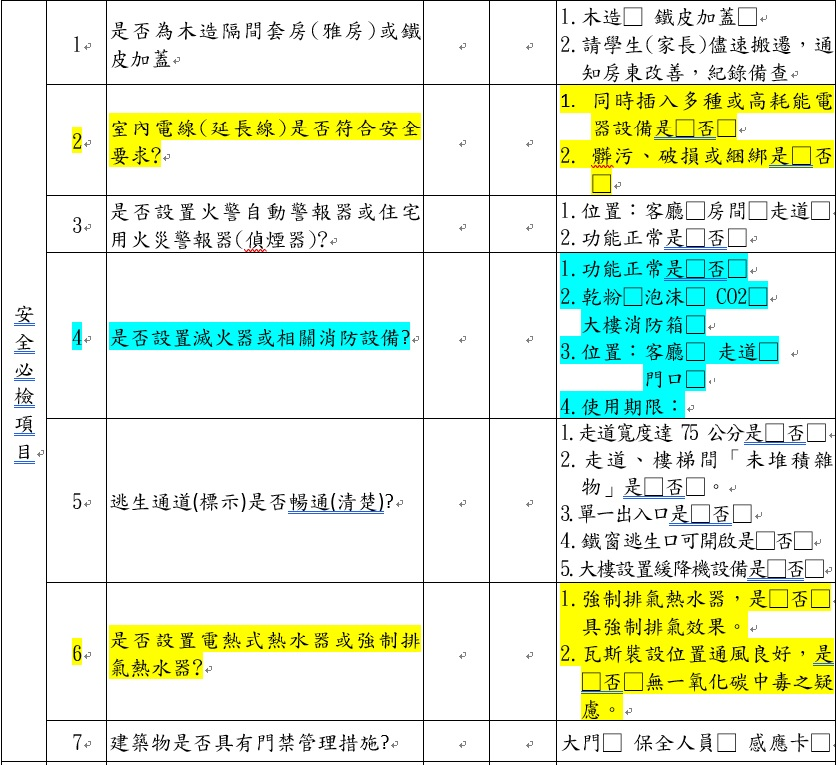 安全必檢項目
1
是否為木造隔間套房(雅房)或鐵
皮加蓋
1. 木造□ 鐵皮加蓋□
2. 請學生(家長)儘速搬遷，通
知房東改善，紀錄備查
2
室內電線(延長線)是否符合安全
要求?
1. 同時插入多種或高耗能電
器設備是□否□
2. 髒污、破損或綑綁是□否
□
3
是否設置火警自動警報器或住宅
用火災警報器(偵煙器)?
1. 位置：客廳□房間□走道□
2. 功能正常是□否□
4
是否設置滅火器或相關消防設備?
1. 功能正常是□否□
2. 乾粉□泡沫□ CO2□
大樓消防箱□
3. 位置：客廳□ 走道□
門口□
4. 使用期限：
5
逃生通道(標示)是否暢通(清楚)?
1. 走道寬度達 75 公分是□否□
2. 走道、樓梯間「未堆積雜
物」是□否□。
3. 單一出入口是□否□
4. 鐵窗逃生口可開啟是□否□
5. 大樓設置緩降機設備是□否□
6
是否設置電熱式熱水器或強制排
氣熱水器?
1. 強制排氣熱水器，是□否□
具強制排氣效果。
2. 瓦斯裝設位置通風良好，是
□否□無一氧化碳中毒之疑
慮。
7
建築物是否具有門禁管理措施?
大門□ 保全人員□ 感應卡□